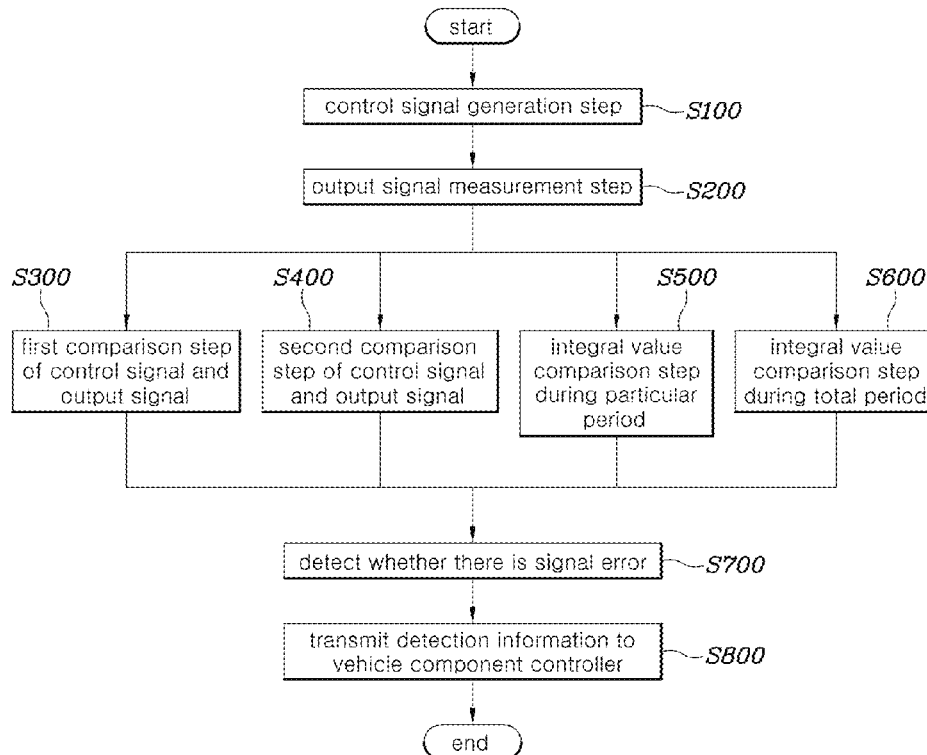 start
control signal generation step
S100
output signal measurement step
S200
S300
S400
S500
S600
first comparison step
of control signal and
output signal
second comparison
step of control signal
and output signal
integral value
comparison step
during particular
period
integral value
comparison step
during total period
detect whether there is signal error
S700
transmit detection information to
vehicle component controller
S800
end